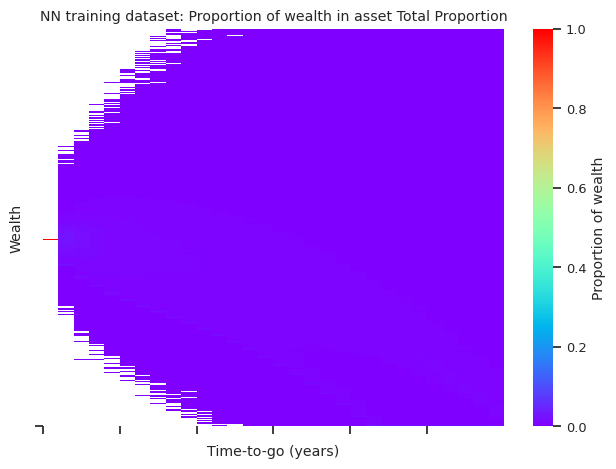 NN training dataset: Proportion of wealth in asset Total Proportion
Wealth
Time-to-go (years)
1.0
0.8
0.6
0.4
0.2
0.0
Proportion of wealth